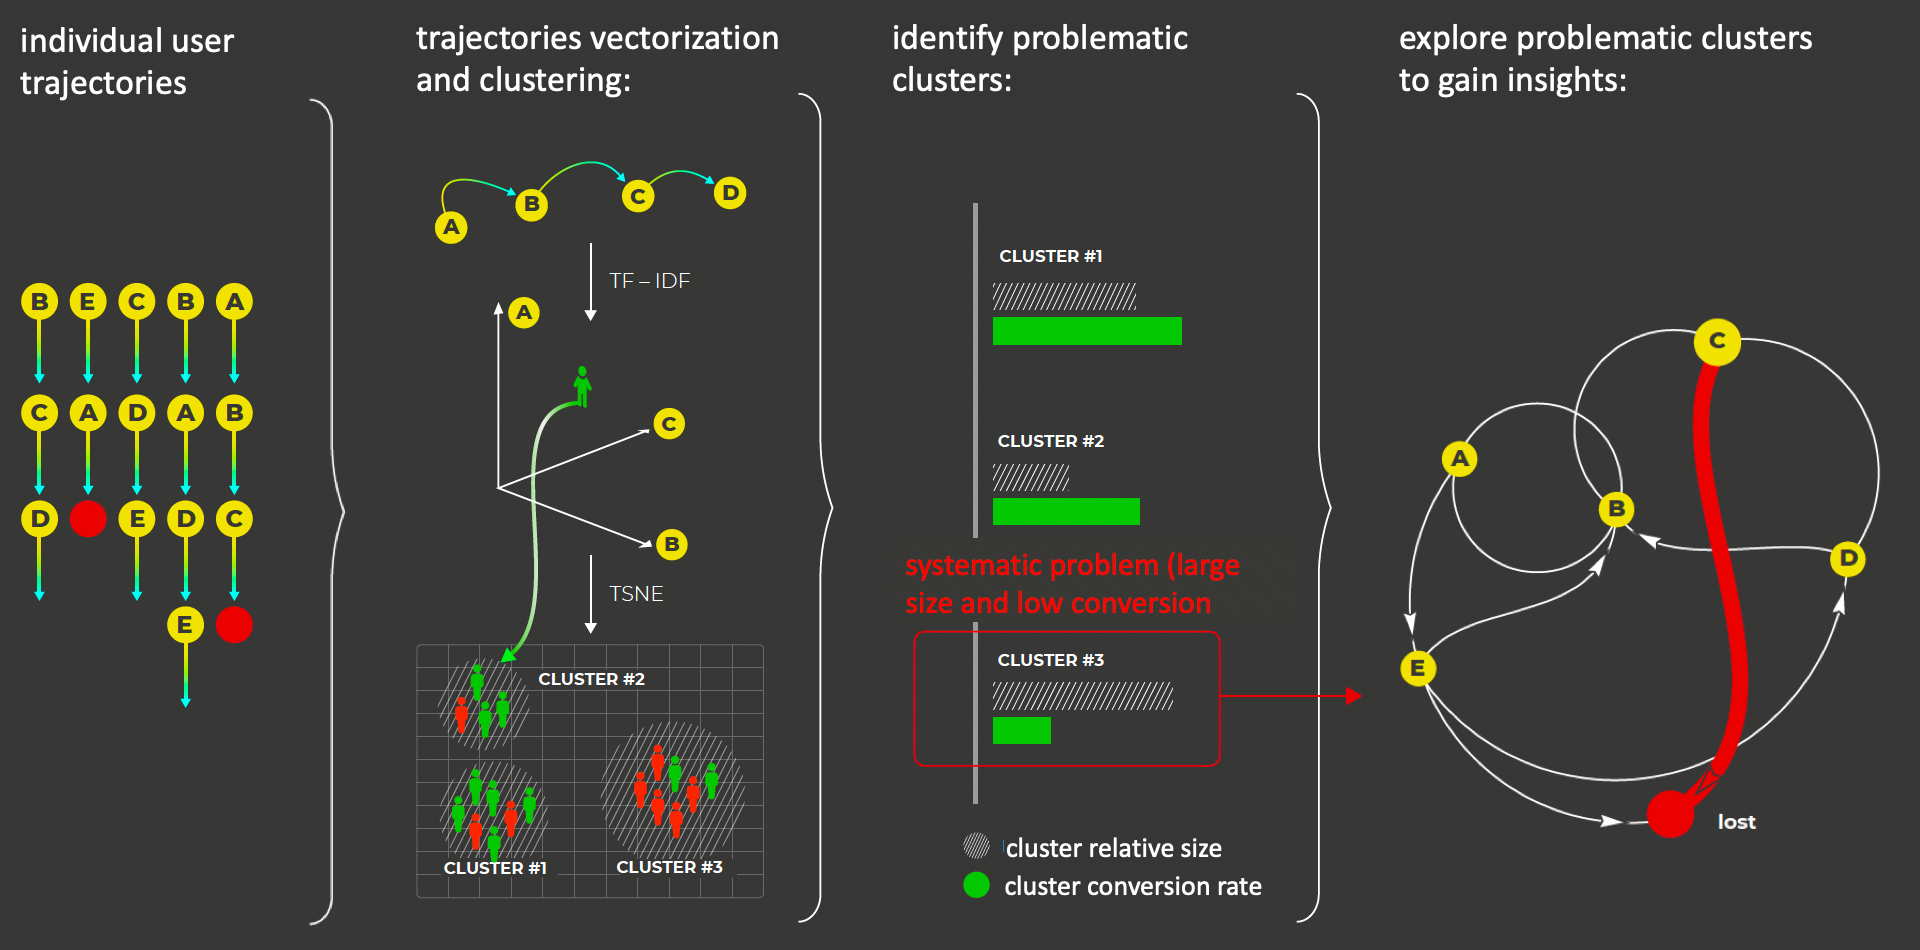 individual user
trajectories
B E C B A
C A D A B
D E D C
E
trajectories vectorization
and clustering:
A B C D
TF – IDF
A
C
B
TSNE
CLUSTER #2
CLUSTER #1
CLUSTER #3
identify problematic
clusters:
CLUSTER #1
CLUSTER #2
systematic problem (large
size and low conversion
CLUSTER #3
cluster relative size
cluster conversion rate
explore problematic clusters
to gain insights:
C
A
B
D
E
lost